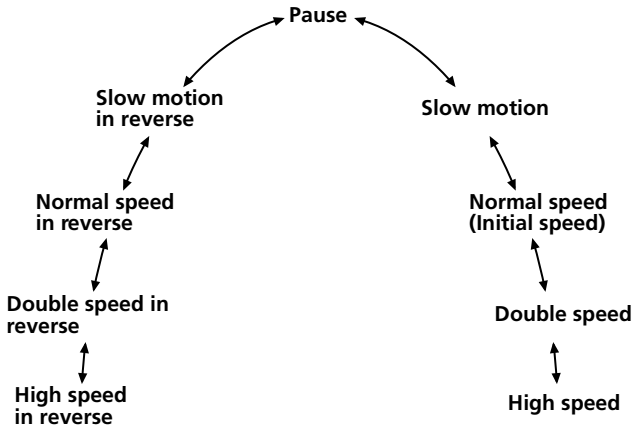 Pause
Slow motion
in reverse
Slow motion
Normal speed
in reverse
Normal speed
(Initial speed)
Double speed in
reverse
Double speed
High speed
in reverse
High speed